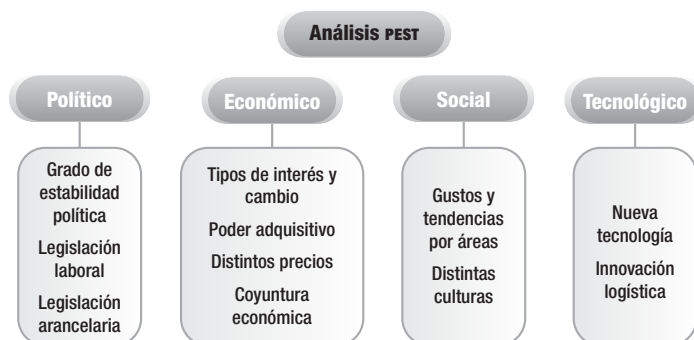 Análisis PEST
Político
Económico
Social
Tecnológico
Grado de
estabilidad
política
Legislación
laboral
Legislación
arancelaria
Tipos de interés y
cambio
Poder adquisitivo
Distintos precios
Coyuntura
económica
Gustos y
tendencias
por áreas
Distintas
culturas
Nueva
tecnología
Innovación
logística